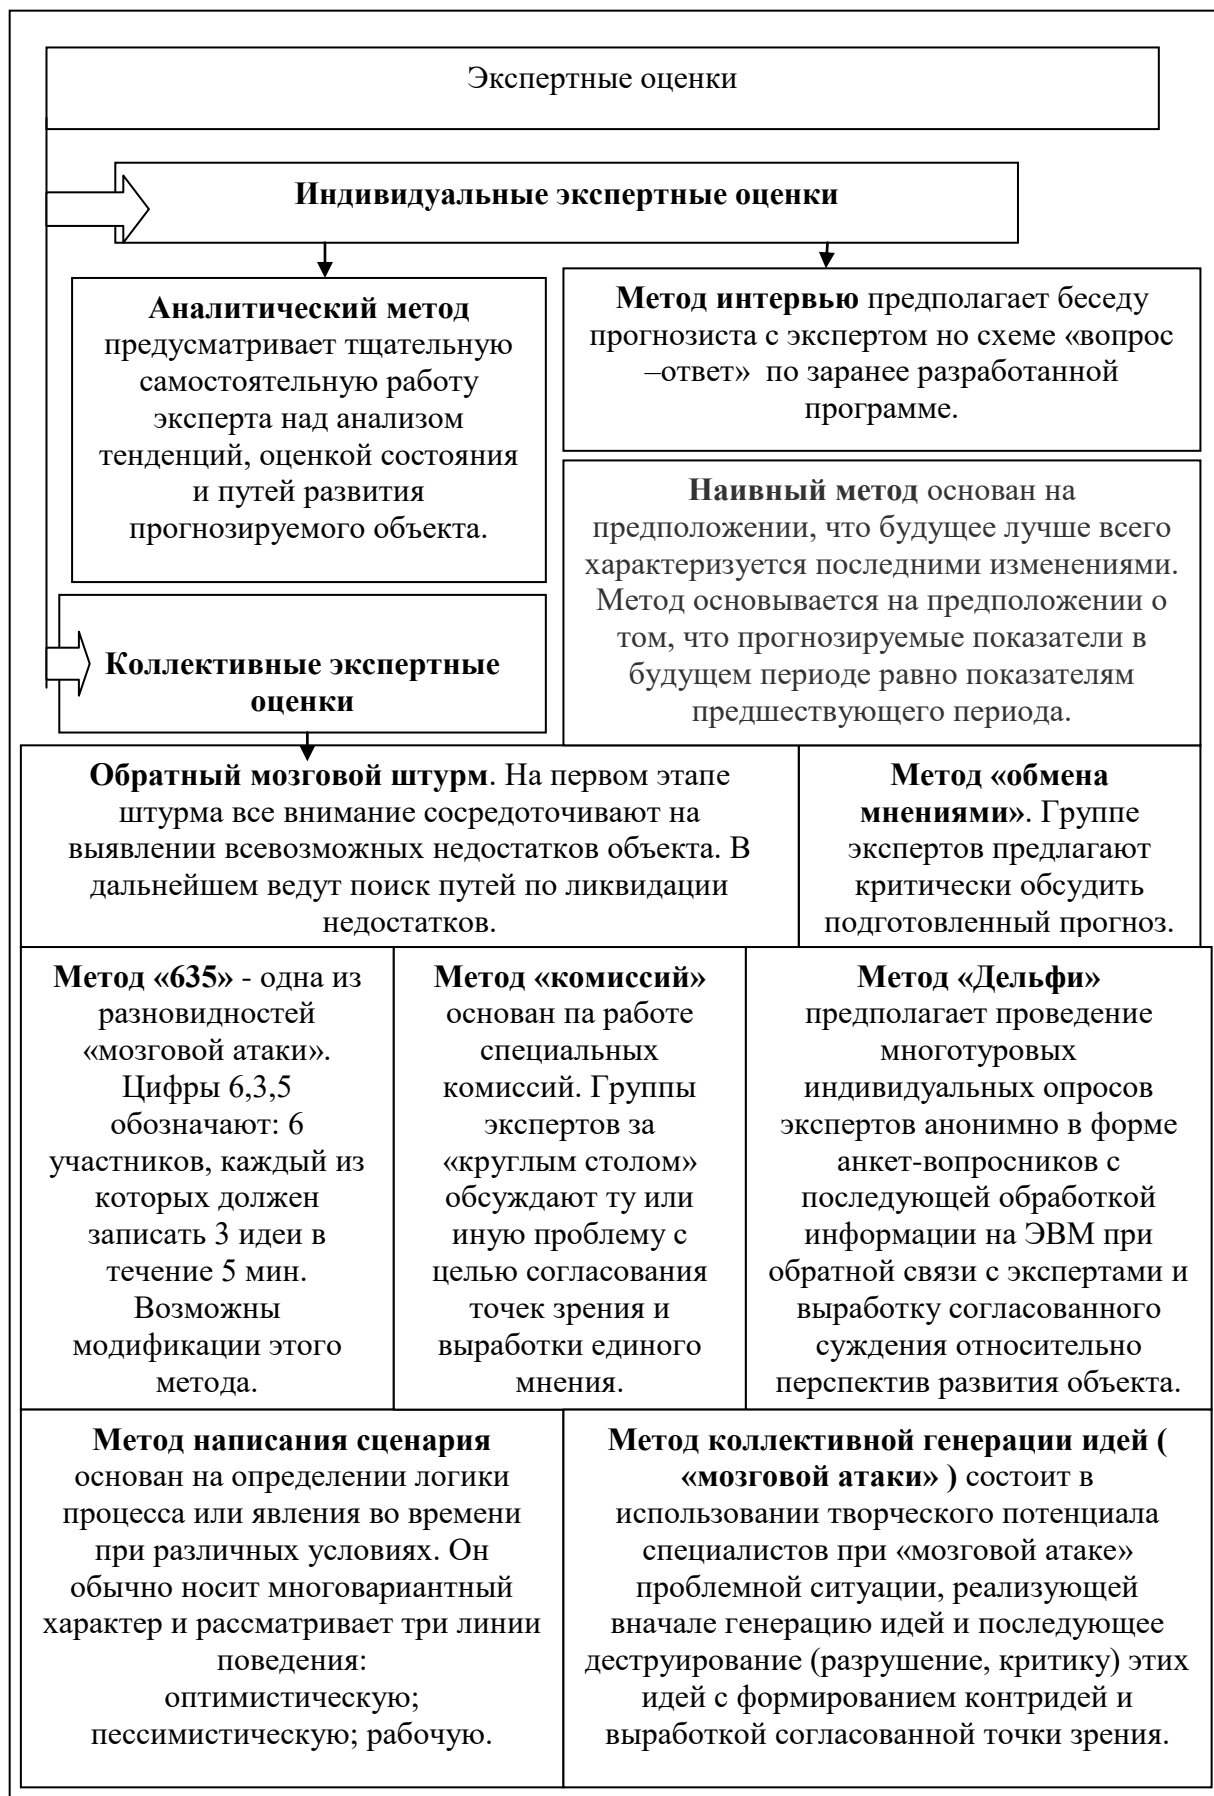 Экспертные оценки
Индивидуальные экспертные оценки
Аналитический метод
предусматривает тщательную
самостоятельную работу
эксперта над анализом
тенденций, оценкой состояния
и путей развития
прогнозируемого объекта.
Метод интервью предполагает беседу
прогнозиста с экспертом но схеме «вопрос
–ответ» по заранее разработанной
программе.
Наивный метод основан на
предположении, что будущее лучше всего
характеризуется последними изменениями.
Метод основывается на предположении о
том, что прогнозируемые показатели в
будущем периоде равно показателям
предшествующего периода.
Коллективные экспертные
оценки
Обратный мозговой штурм. На первом этапе
штурма все внимание сосредоточивают на
выявлении всевозможных недостатков объекта. В
дальнейшем ведут поиск путей по ликвидации
недостатков.
Метод «обмена
мнениями». Группе
экспертов предлагают
критически обсудить
подготовленный прогноз.
Метод «635» - одна из
разновидностей
«мозговой атаки».
Цифры 6,3,5
обозначают: 6
участников, каждый из
которых должен
записать 3 идеи в
течение 5 мин.
Возможны
модификации этого
метода.
Метод «комиссий»
основан па работе
специальных
комиссий. Группы
экспертов за
«круглым столом»
обсуждают ту или
иную проблему с
целью согласования
точек зрения и
выработки единого
мнения.
Метод «Дельфи»
предполагает проведение
многотуровых
индивидуальных опросов
экспертов анонимно в форме
анкет-вопросников с
последующей обработкой
информации на ЭВМ при
обратной связи с экспертами и
выработку согласованного
суждения относительно
перспектив развития объекта.
Метод написания сценария
основан на определении логики
процесса или явления во времени
при различных условиях. Он
обычно носит многовариантный
характер и рассматривает три линии
поведения:
оптимистическую;
пессимистическую; рабочую.
Метод коллективной генерации идей (
«мозговой атаки» ) состоит в
использовании творческого потенциала
специалистов при «мозговой атаке»
проблемной ситуации, реализующей
вначале генерацию идей и последующее
деструирование (разрушение, критику) этих
идей с формированием контридей и
выработкой согласованной точки зрения.